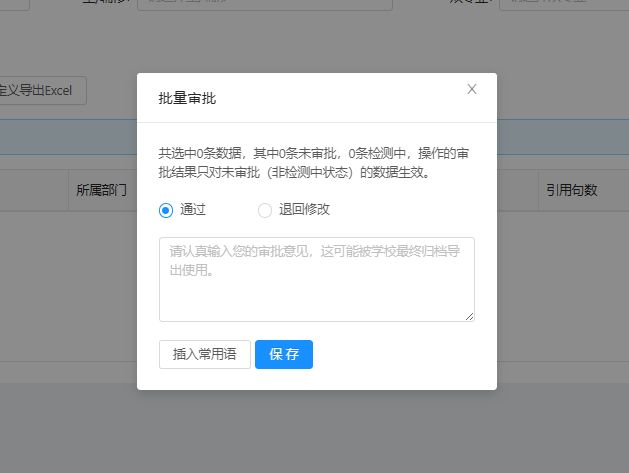 定义导出Excel
批量审批
共选中0条数据，其中0条未审批，0条检测中，操作的审
批结果只对未审批（非检测中状态）的数据生效。
所属部门
引用句数
通过
退回修改
请认真输入您的审批意见，这可能被学校最终归档导
出使用。
插入常用语
保 存